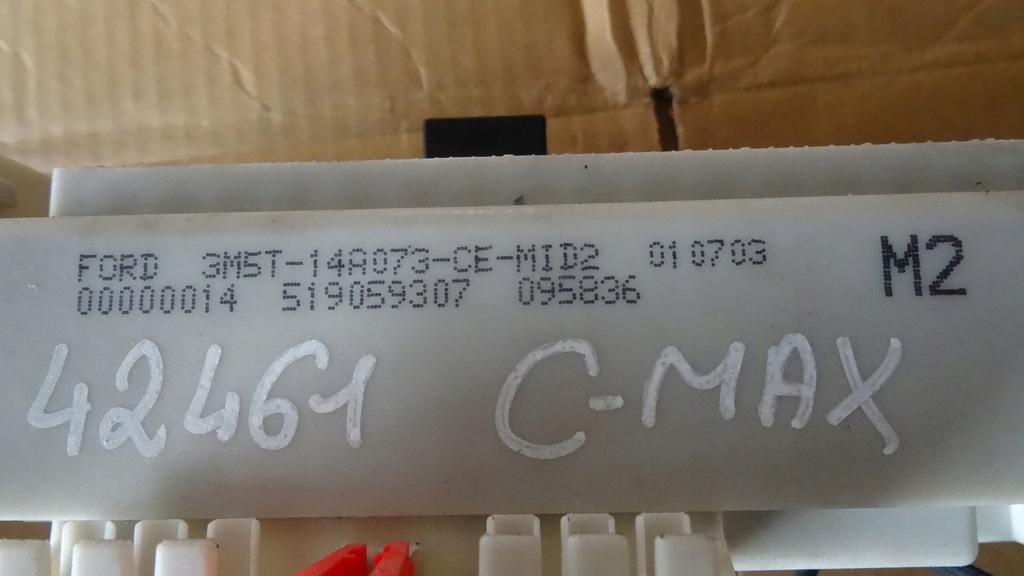 FORD 3M5T-14A073-CE-MID2 010703 M2
00000014 519059307 095836
42461 C-MAX